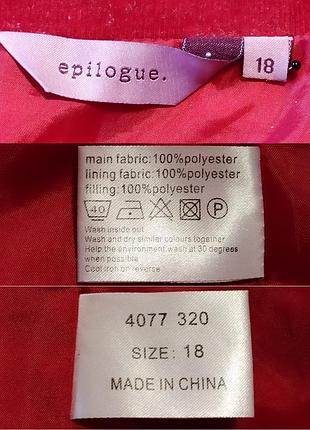 epilogue.
18
main fabric:100%polyester
lining fabric:100%polyester
filling:100%polyester
40
P
Wash inside out
Wash and dry similar colours together
Help the environment wash at 30 degrees
when possible
Cool iron on reverse
4077 320
SIZE: 18
MADE IN CHINA